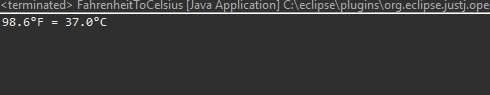 <terminated> FahrenheitToCelsius [Java Application] C:\eclipse\plugins\org.eclipse.justj.ope
98.6°F = 37.0°C